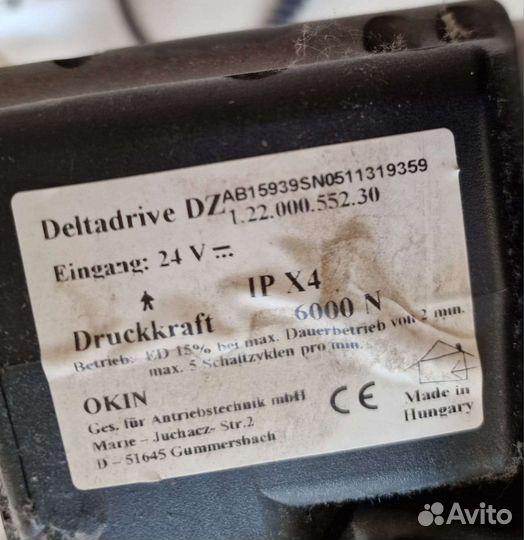 Deltadrive DZ AB15939SN0511319359
1.22.000.552.30
Eingang: 24 V
IP X4
Druckkraft 6000 N
Betrieb: ED 15% bei max. Dauerbetrieb von 2 min.
max. 5 Schaltzyklen pro min.
OKIN
Ges. für Antriebstechnik mbH
Marie - Juchacz- Str.2
D - 51645 Gummersbach
CE
Made in
Hungary
Avito